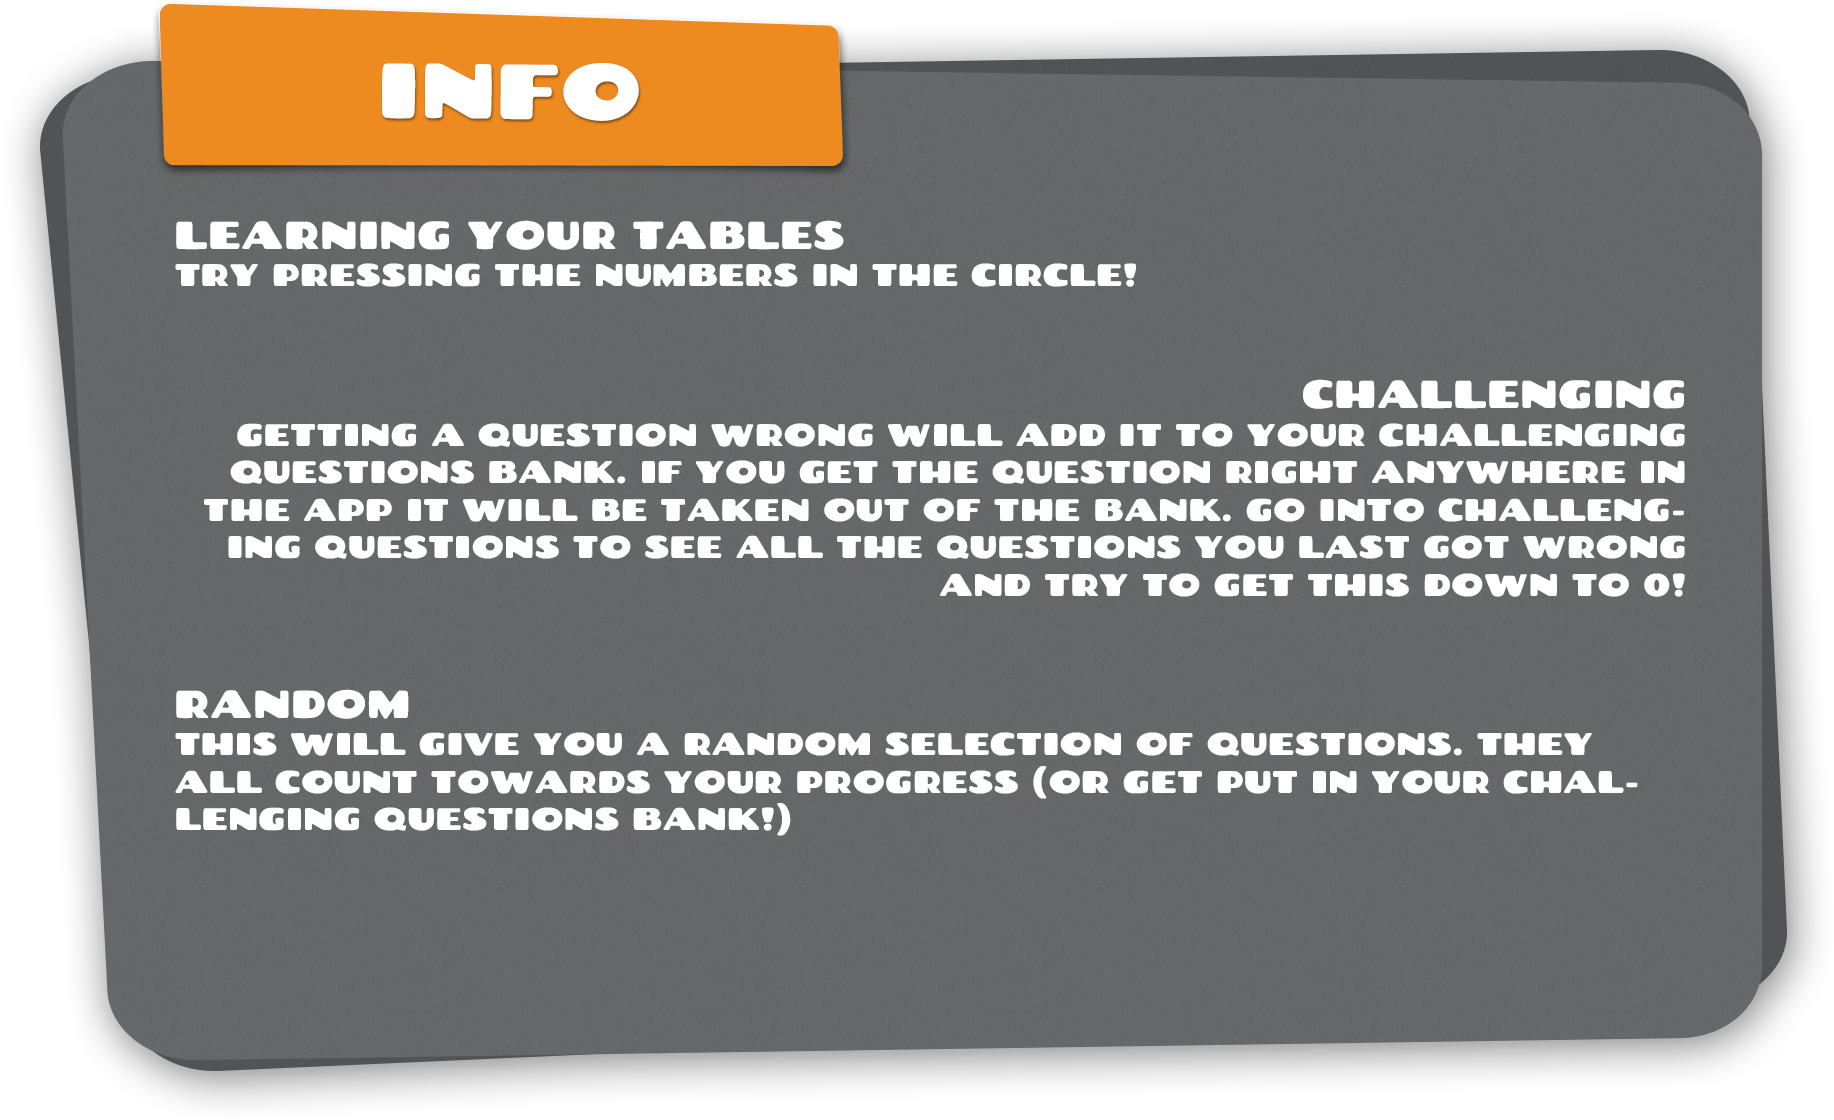 INFO
LEARNING YOUR TABLES
TRY PRESSING THE NUMBERS IN THE CIRCLE!
CHALLENGING
GETTING A QUESTION WRONG WILL ADD IT TO YOUR CHALLENGING
QUESTIONS BANK. IF YOU GET THE QUESTION RIGHT ANYWHERE IN
THE APP IT WILL BE TAKEN OUT OF THE BANK. GO INTO CHALLENG-
ING QUESTIONS TO SEE ALL THE QUESTIONS YOU LAST GOT WRONG
AND TRY TO GET THIS DOWN TO 0!
RANDOM
THIS WILL GIVE YOU A RANDOM SELECTION OF QUESTIONS. THEY
ALL COUNT TOWARDS YOUR PROGRESS (OR GET PUT IN YOUR CHAL-
LENGING QUESTIONS BANK!)